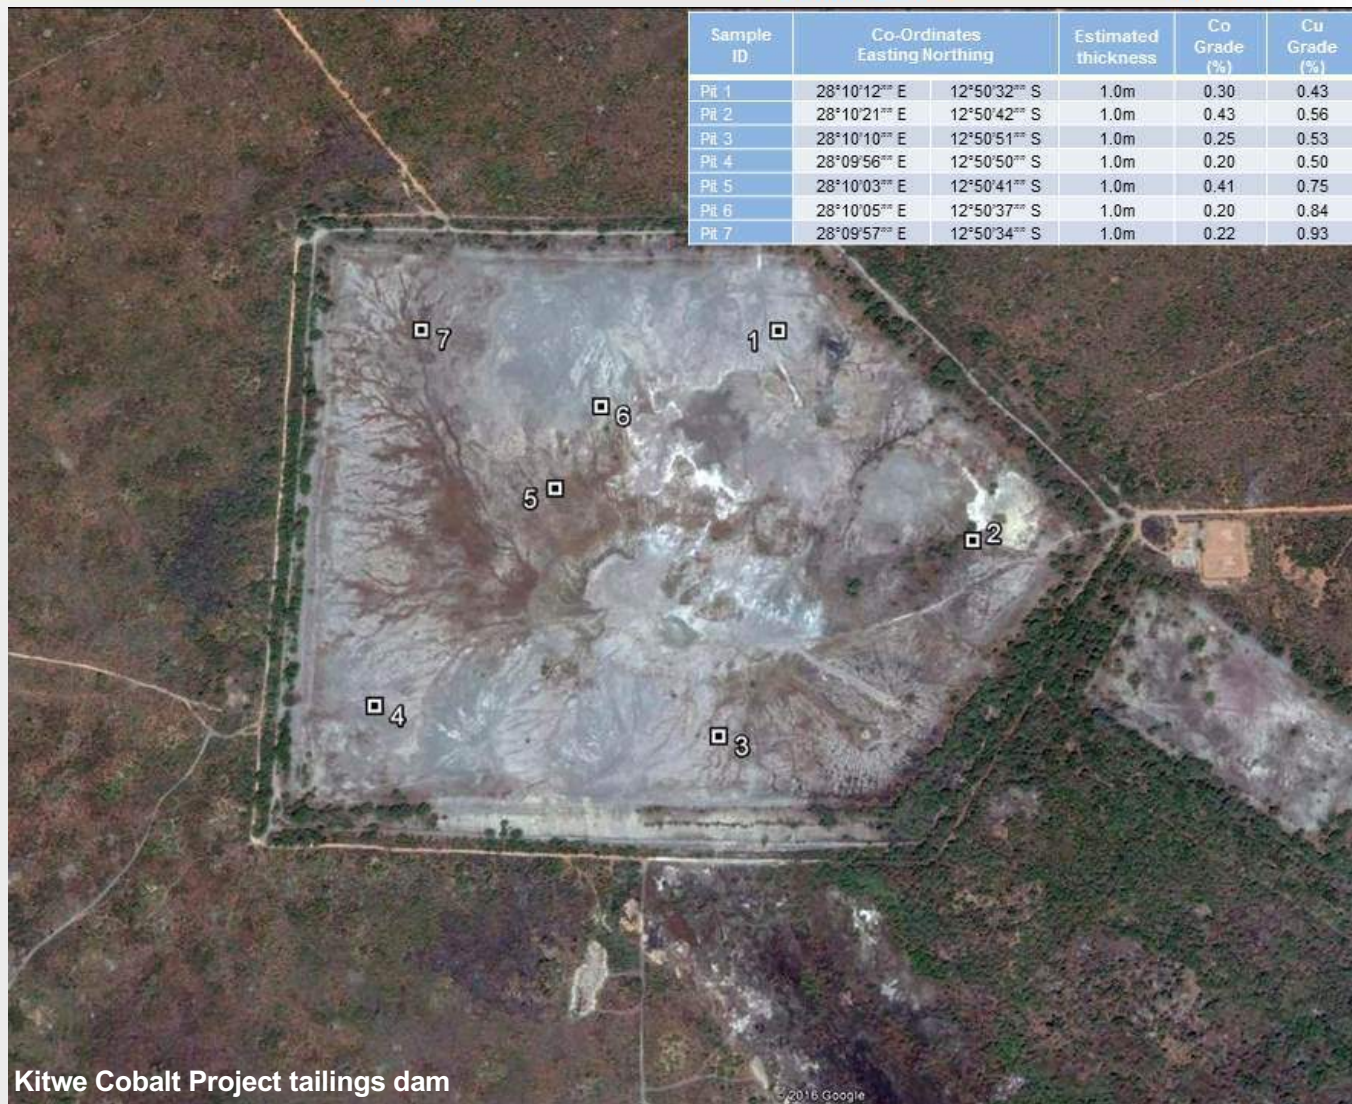 Sample
ID
Co-Ordinates
Easting Northing
Estimated
thickness
Co
Grade
(%)
Cu
Grade
(%)
Pit 1 28°10'12"" E 12°50'32"" S 1.0m 0.30 0.43
Pit 2 28°10'21"" E 12°50'42"" S 1.0m 0.43 0.56
Pit 3 28°10'10"" E 12°50'51"" S 1.0m 0.25 0.53
Pit 4 28°09'56"" E 12°50'50"" S 1.0m 0.20 0.50
Pit 5 28°10'03"" E 12°50'41"" S 1.0m 0.41 0.75
Pit 6 28°10'05"" E 12°50'37"" S 1.0m 0.20 0.84
Pit 7 28°09'57"" E 12°50'34"" S 1.0m 0.22 0.93
7
1
6
5
2
4
3
Kitwe Cobalt Project tailings dam
© 2016 Google